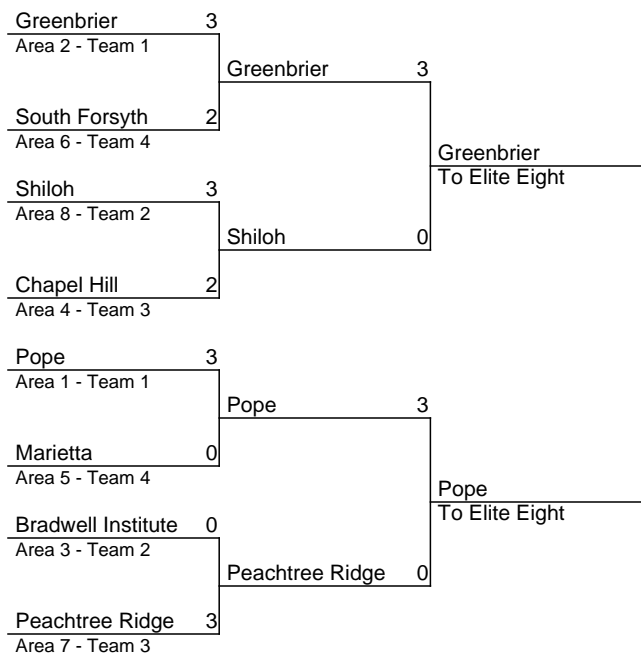 Greenbrier 3
Area 2 - Team 1
Greenbrier 3
South Forsyth 2
Area 6 - Team 4
Greenbrier
To Elite Eight
Shiloh 3
Area 8 - Team 2
Shiloh 0
Chapel Hill 2
Area 4 - Team 3
Pope 3
Area 1 - Team 1
Pope 3
Marietta 0
Area 5 - Team 4
Pope
To Elite Eight
Bradwell Institute 0
Area 3 - Team 2
Peachtree Ridge 0
Peachtree Ridge 3
Area 7 - Team 3